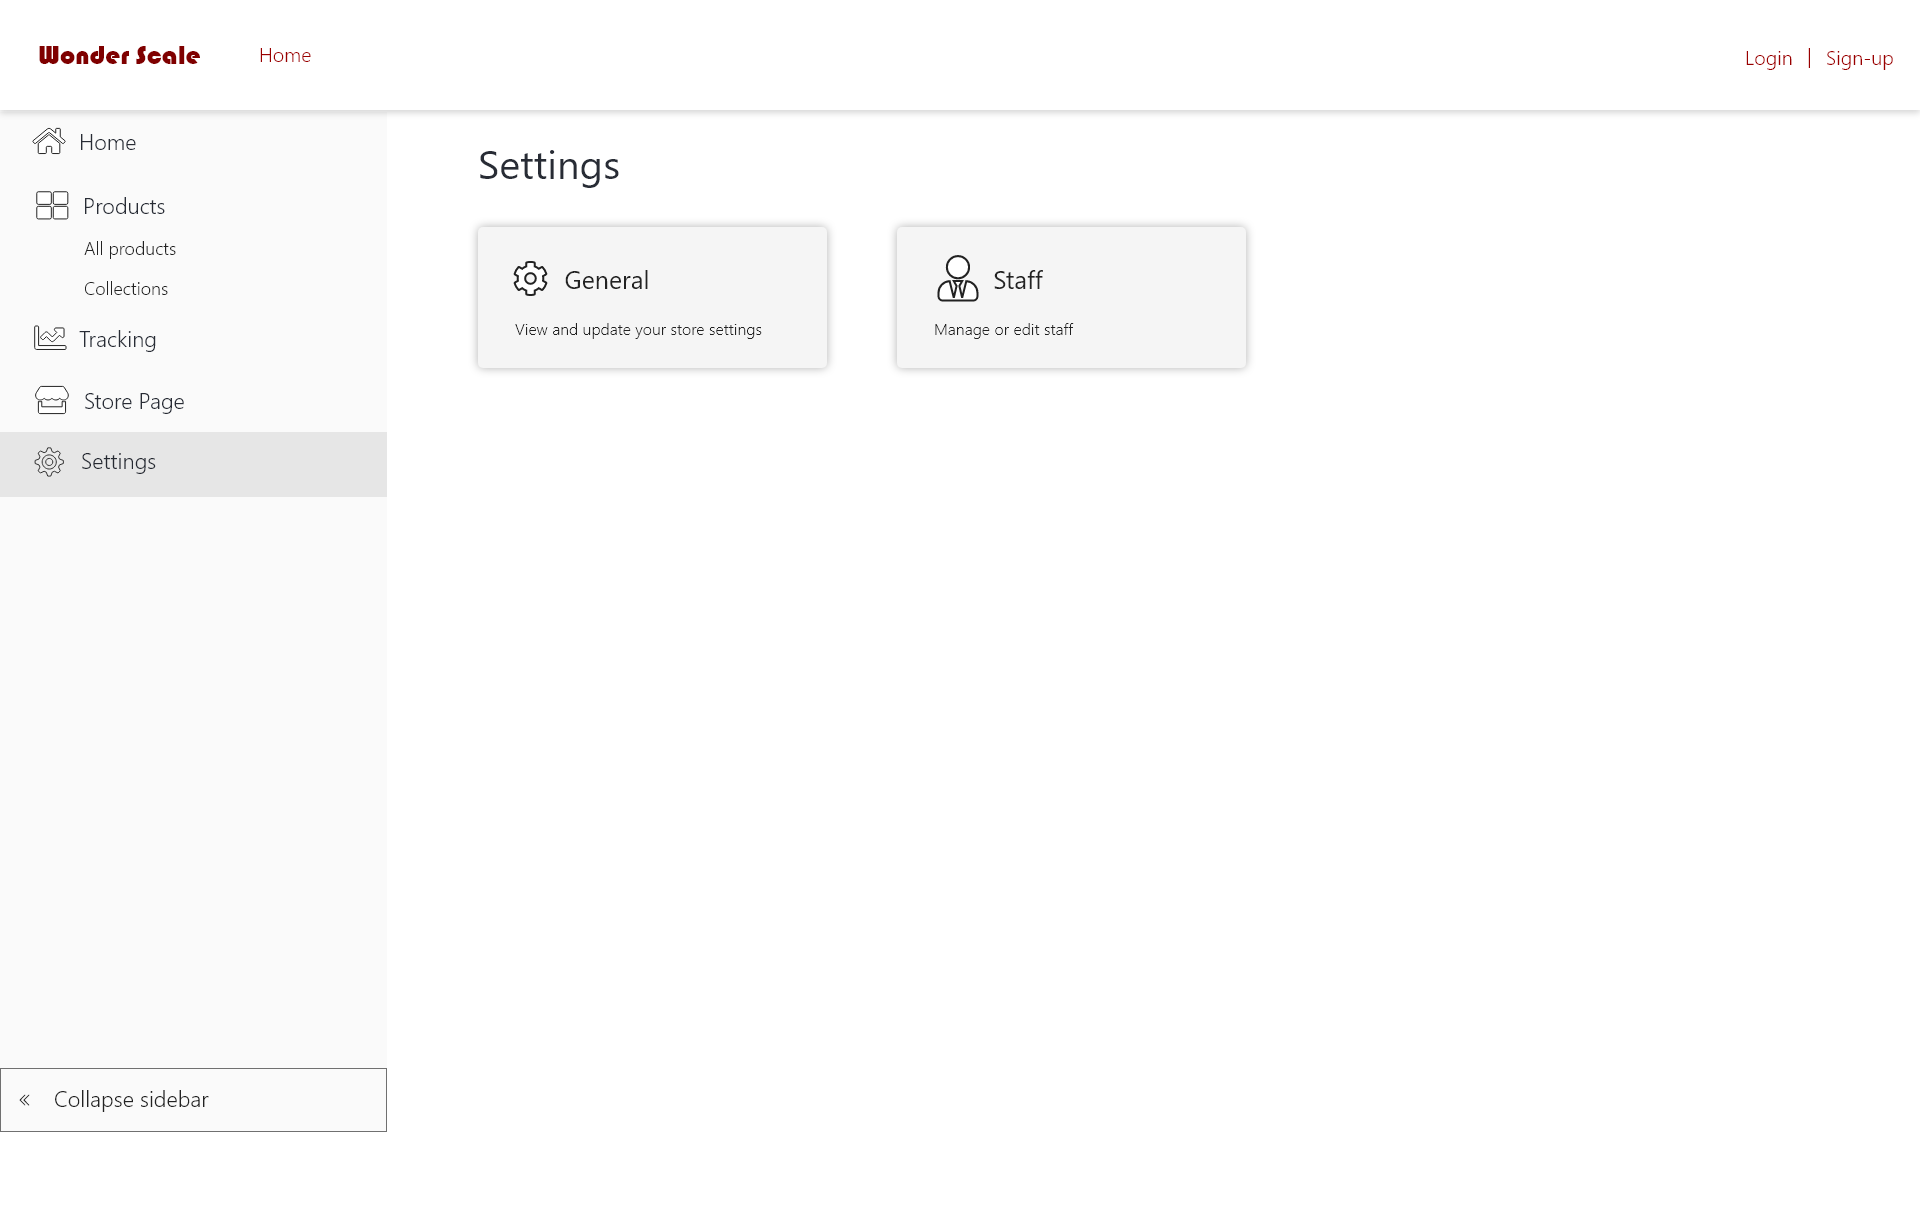 Wonder Scale
Home
Login | Sign-up
Home
Products
All products
Collections
Tracking
Store Page
Settings
Collapse sidebar
Settings
General
View and update your store settings
Staff
Manage or edit staff